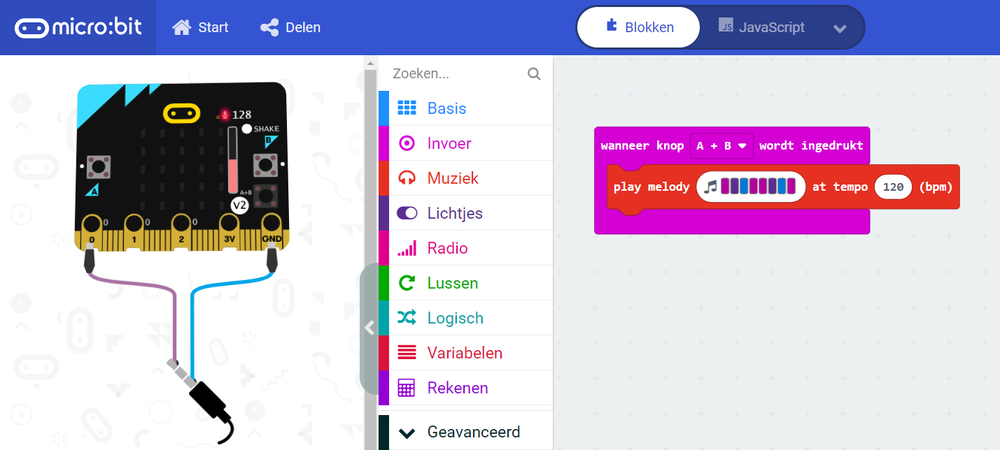 micro:bit
Start
Delen
Blokken
JS JavaScript
128
SHAKE
B
A
A+B
V2
0 0 0
0 1 2 3V GND
Zoeken...
Basis
Invoer
Muziek
Lichtjes
Radio
Lussen
Logisch
Variabelen
Rekenen
Geavanceerd
wanneer knop A + B wordt ingedrukt
play melody at tempo 120 (bpm)